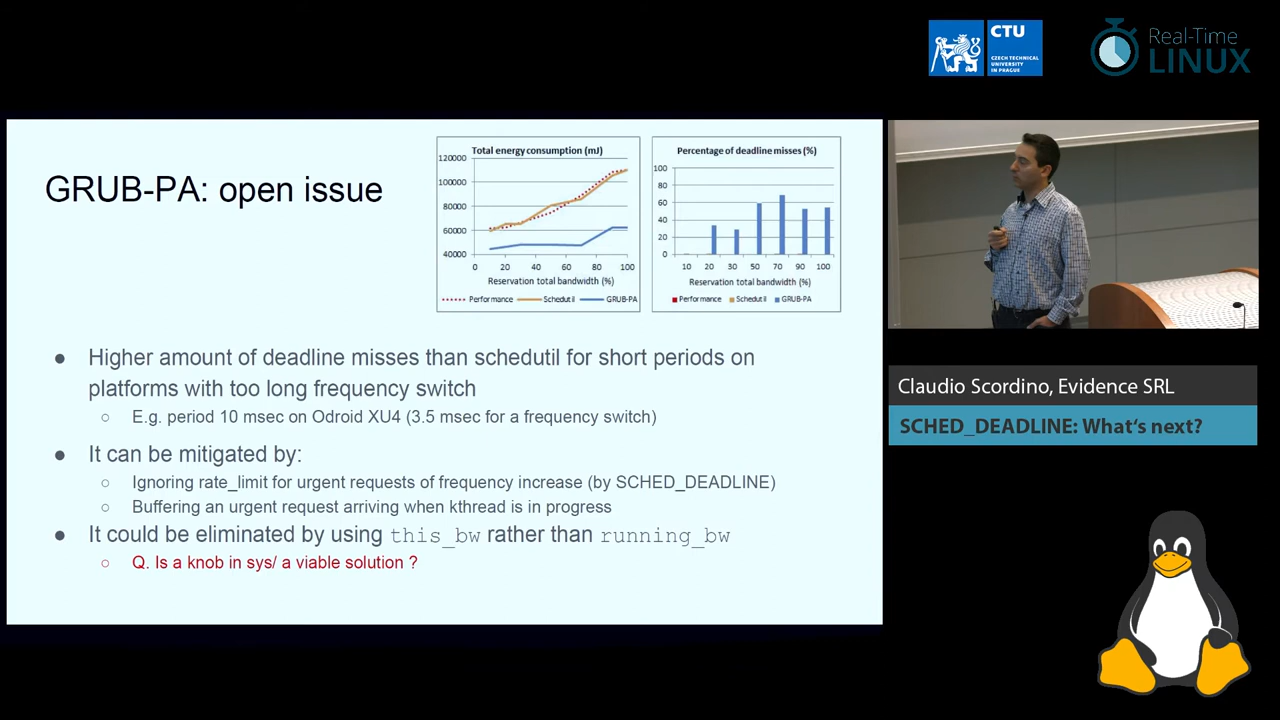 CTU
CZECH TECHNICAL
UNIVERSITY
IN PRAGUE
Real-Time
LINUX
GRUB-PA: open issue
Total energy consumption (mJ)
120000
100000
80000
60000
40000
0 20 40 60 80 100
Reservation total bandwidth (%)
Performance Schedutil GRUB-PA
Percentage of deadline misses (%)
100
80
60
40
20
0
10 20 30 50 70 90 100
Reservation total bandwidth (%)
Performance Schedutil GRUB-PA
● Higher amount of deadline misses than schedutil for short periods on
platforms with too long frequency switch
○ E.g. period 10 msec on Odroid XU4 (3.5 msec for a frequency switch)
● It can be mitigated by:
○ Ignoring rate_limit for urgent requests of frequency increase (by SCHED_DEADLINE)
○ Buffering an urgent request arriving when kthread is in progress
● It could be eliminated by using this_bw rather than running_bw
○ Q. Is a knob in sys/ a viable solution ?
Claudio Scordino, Evidence SRL
SCHED_DEADLINE: What's next?